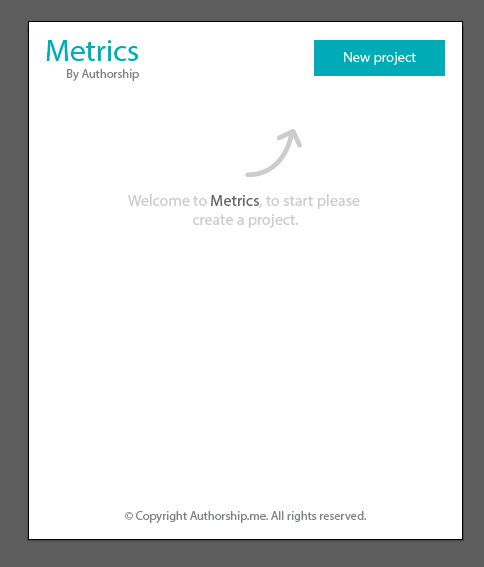 Metrics
By Authorship
New project
Welcome to Metrics, to start please
create a project.
© Copyright Authorship.me. All rights reserved.